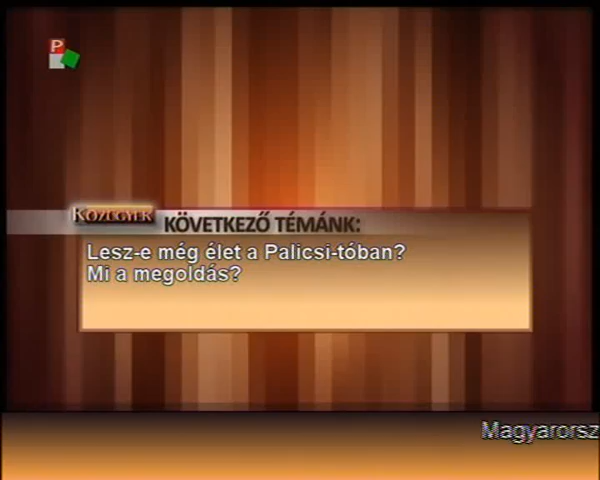 P
KÖZÜGYEK KÖVETKEZŐ TÉMÁNK:
Lesz-e még élet a Palicsi-tóban?
Mi a megoldás?
Magyarorsz